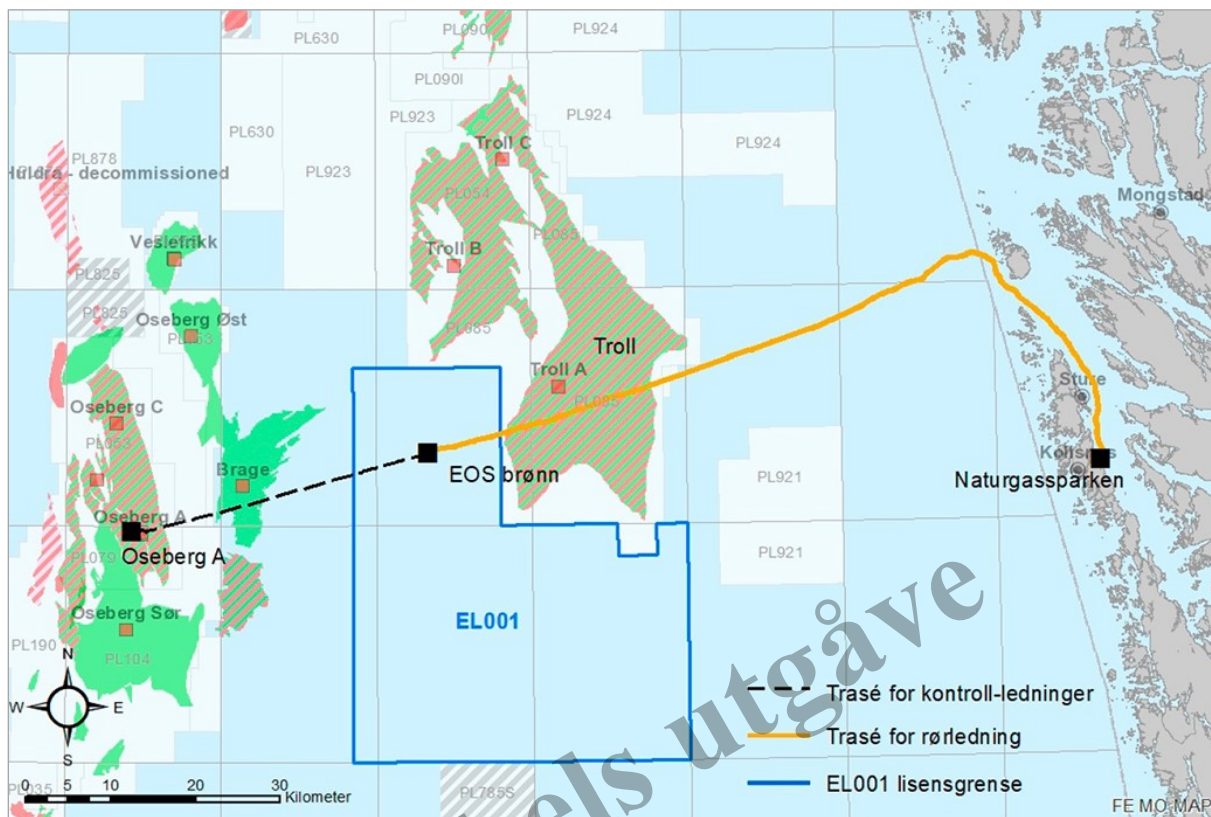 PL630
PL090
PL924
PL090I
PL923
PL924
PL630
Troll C
PL924
PL878
PL923
Huldra - decommissioned
PL054
Mongstad
Veslefrikk
PL085
Troll B
PL825
PL825
Oseberg Øst
PL053
PL085
Troll
Troll A
Sture
PL085
Oseberg C
PL053
Brage
EOS brønn
Kollsnes
PL921
Naturgassparken
Oseberg A
Oseberg A
PL079
PL921
Oseberg Sør
EL001
PL190
PL104
N
W
E
S
Trasé for kontroll-ledninger
Trasé for rørledning
EL001 lisensgrense
els utgåve
PL785S
PL035
0 5 10 20 30
Kilometer
FE MO MAP